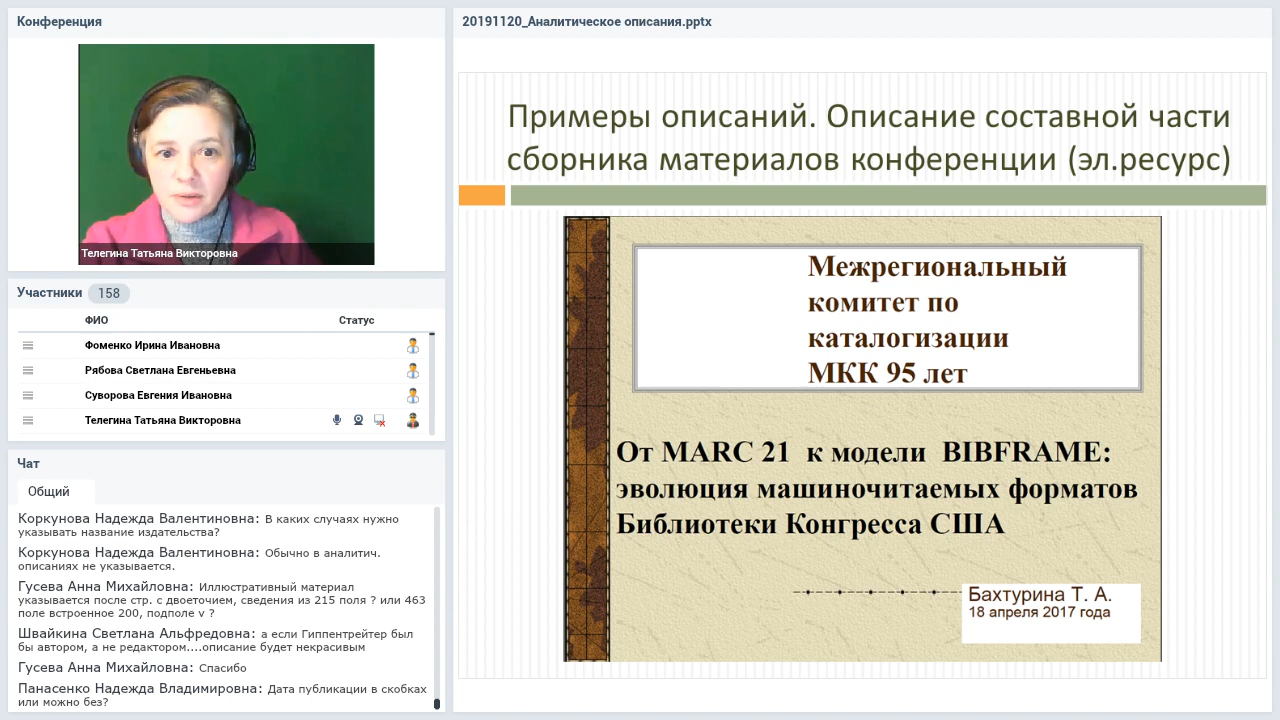 Конференция
Телегина Татьяна Викторовна
Участники 158
ФИО Статус
Фоменко Ирина Ивановна
Рябова Светлана Евгеньевна
Суворова Евгения Ивановна
Телегина Татьяна Викторовна
Чат
Общий
Коркунова Надежда Валентиновна: В каких случаях нужно
указывать название издательства?
Коркунова Надежда Валентиновна: Обычно в аналитич.
описаниях не указывается.
Гусева Анна Михайловна: Иллюстративный материал
указывается после стр. с двоеточием, сведения из 215 поля ? или 463
поле встроенное 200, подполе v ?
Швайкина Светлана Альфредовна: а если Гиппентрейтер был
бы автором, а не редактором....описание будет некрасивым
Гусева Анна Михайловна: Спасибо
Панасенко Надежда Владимировна: Дата публикации в скобках
или можно без?
20191120_Аналитическое описания.pptx
Примеры описаний. Описание составной части
сборника материалов конференции (эл.ресурс)
Межрегиональный
комитет по
каталогизации
МКК 95 лет
От MARC 21 к модели BIBFRAME:
эволюция машиночитаемых форматов
Библиотеки Конгресса США
Бахтурина Т. А.
18 апреля 2017 года